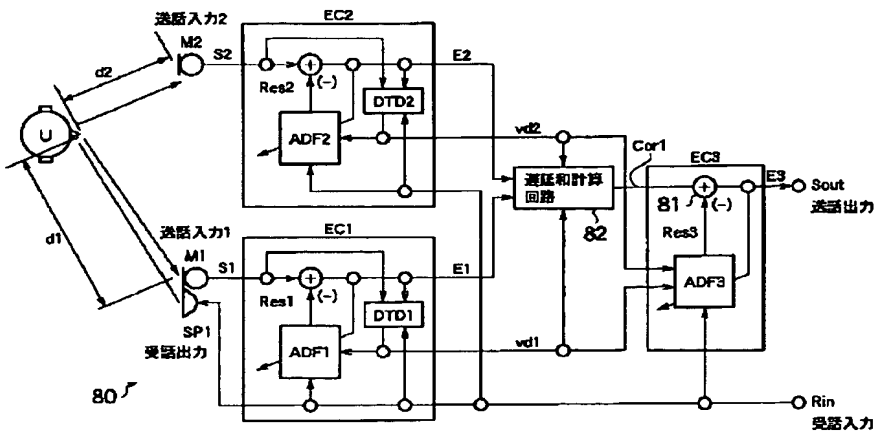 送話入力2
EC2
M2
S2
E2
d2
Res2
(-)
DTD2
U
ADF2
vd2
Cor1
EC3
遅延和計算
回路
E3
Sout
81
(-)
送話出力
82
Res3
d1
送話入力1
EC1
M1
S1
E1
ADF3
Res1
(-)
DTD1
SP1
受話出力
ADF1
vd1
80
Rin
受話入力